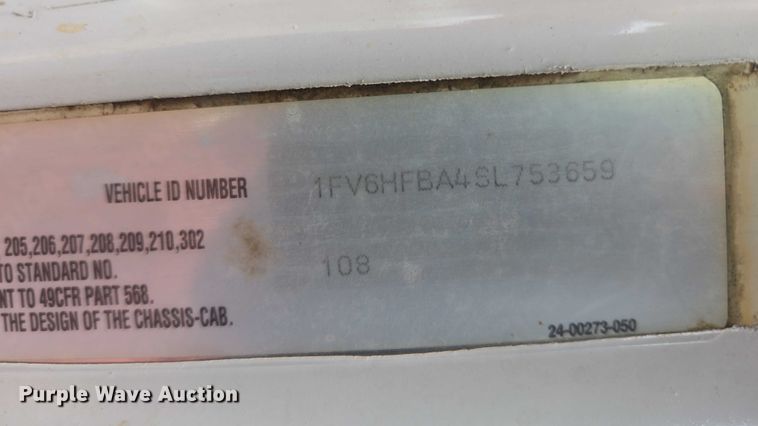 VEHICLE ID NUMBER 1FV6HFBA4SL753659
205,206,207,208,209,210,302
TO STANDARD NO. 108
NT TO 49CFR PART 568.
THE DESIGN OF THE CHASSIS-CAB.
24-00273-050
Purple Wave Auction